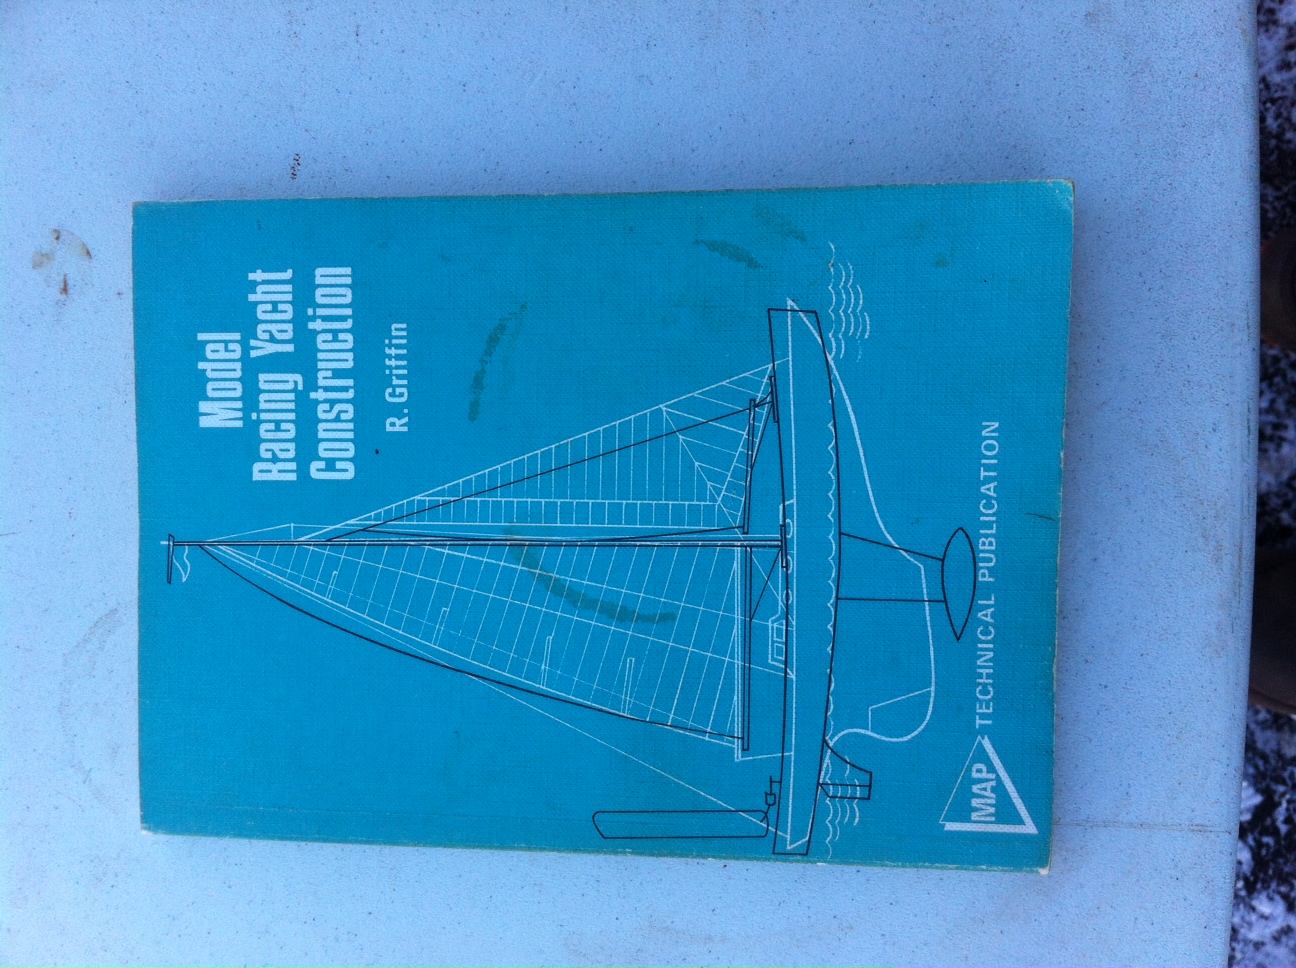 Model
Racing Yacht
Construction
R. Griffin
MAP TECHNICAL PUBLICATION